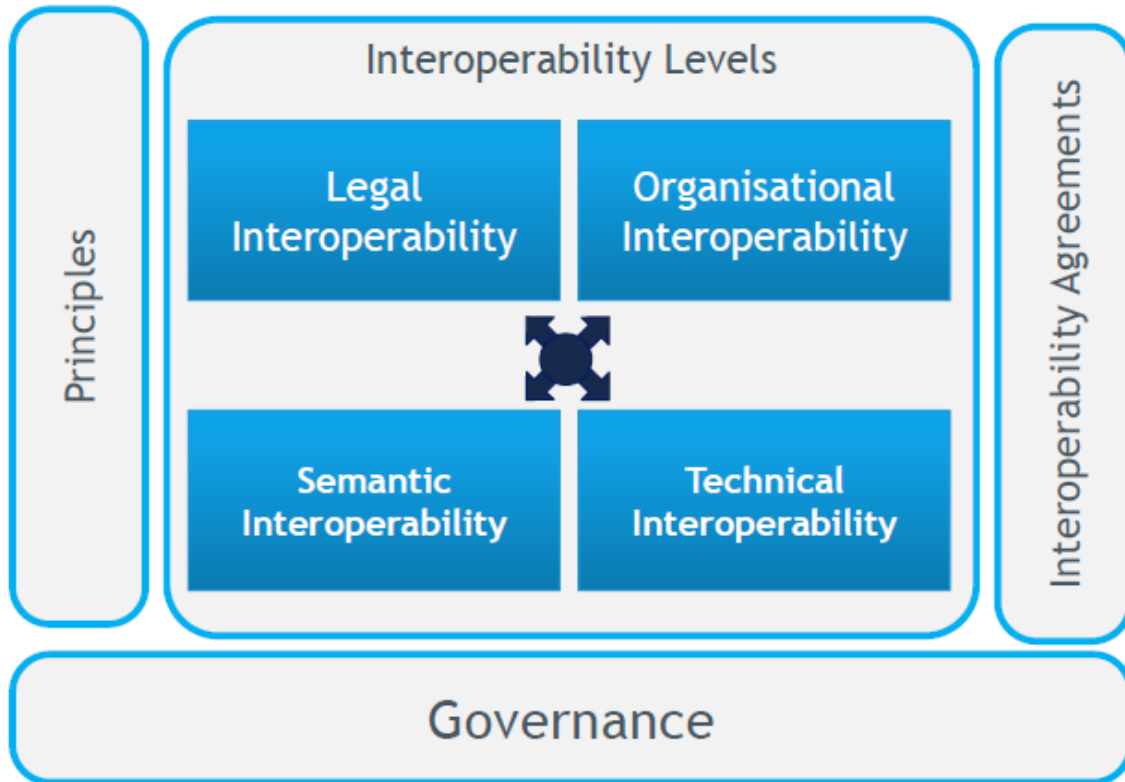 Principles
Interoperability Levels
Legal
Interoperability
Organisational
Interoperability
Semantic
Interoperability
Technical
Interoperability
Interoperability Agreements
Governance